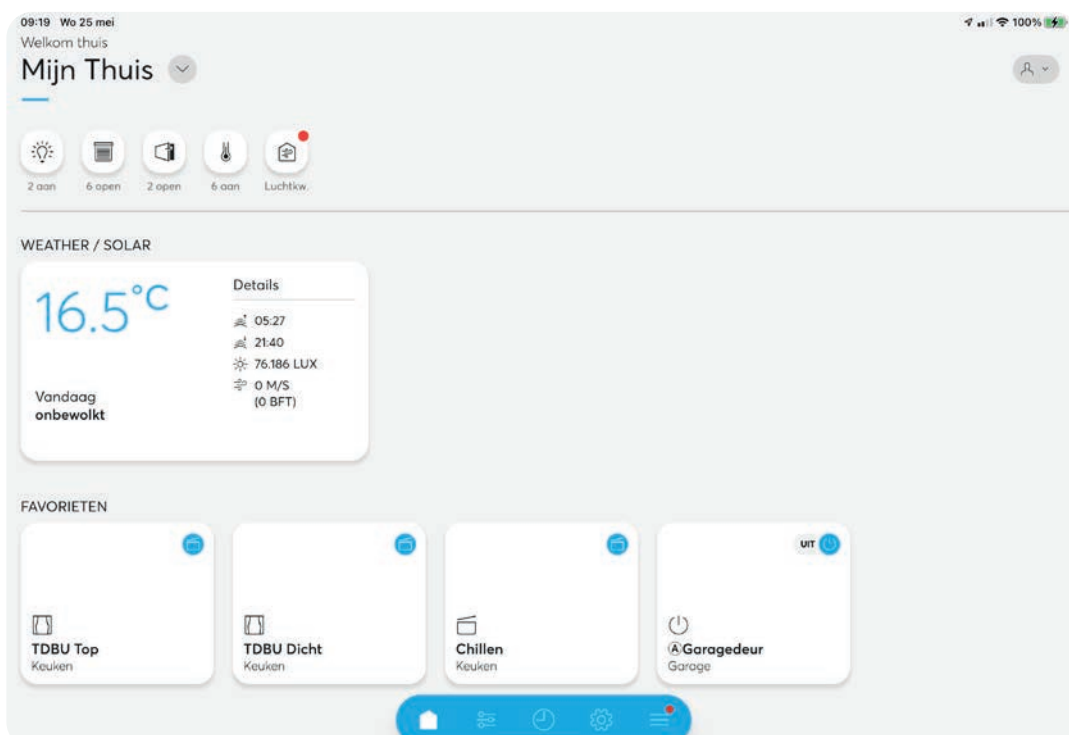 09:19 Wo 25 mei
100%
Welkom thuis
Mijn Thuis
2 aan
6 open
2 open
6 aan
Luchtkw.
WEATHER / SOLAR
16.5°C
Vandaag
onbewolkt
Details
05:27
21:40
76.186 LUX
0 M/S
(0 BFT)
FAVORIETEN
TDBU Top
Keuken
TDBU Dicht
Keuken
Chillen
Keuken
UIT
ⒶGaragedeur
Garage